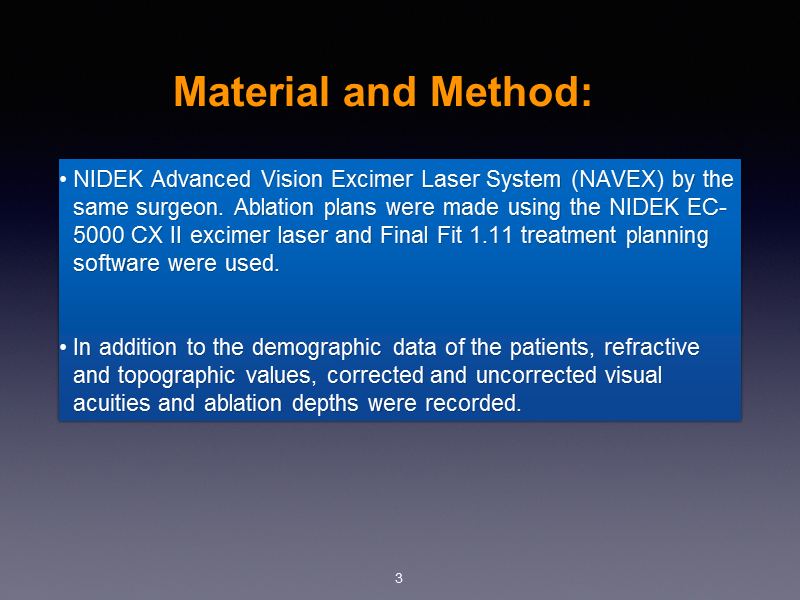 Material and Method:
• NIDEK Advanced Vision Excimer Laser System (NAVEX) by the
same surgeon. Ablation plans were made using the NIDEK EC-
5000 CX II excimer laser and Final Fit 1.11 treatment planning
software were used.
• In addition to the demographic data of the patients, refractive
and topographic values, corrected and uncorrected visual
acuities and ablation depths were recorded.
3